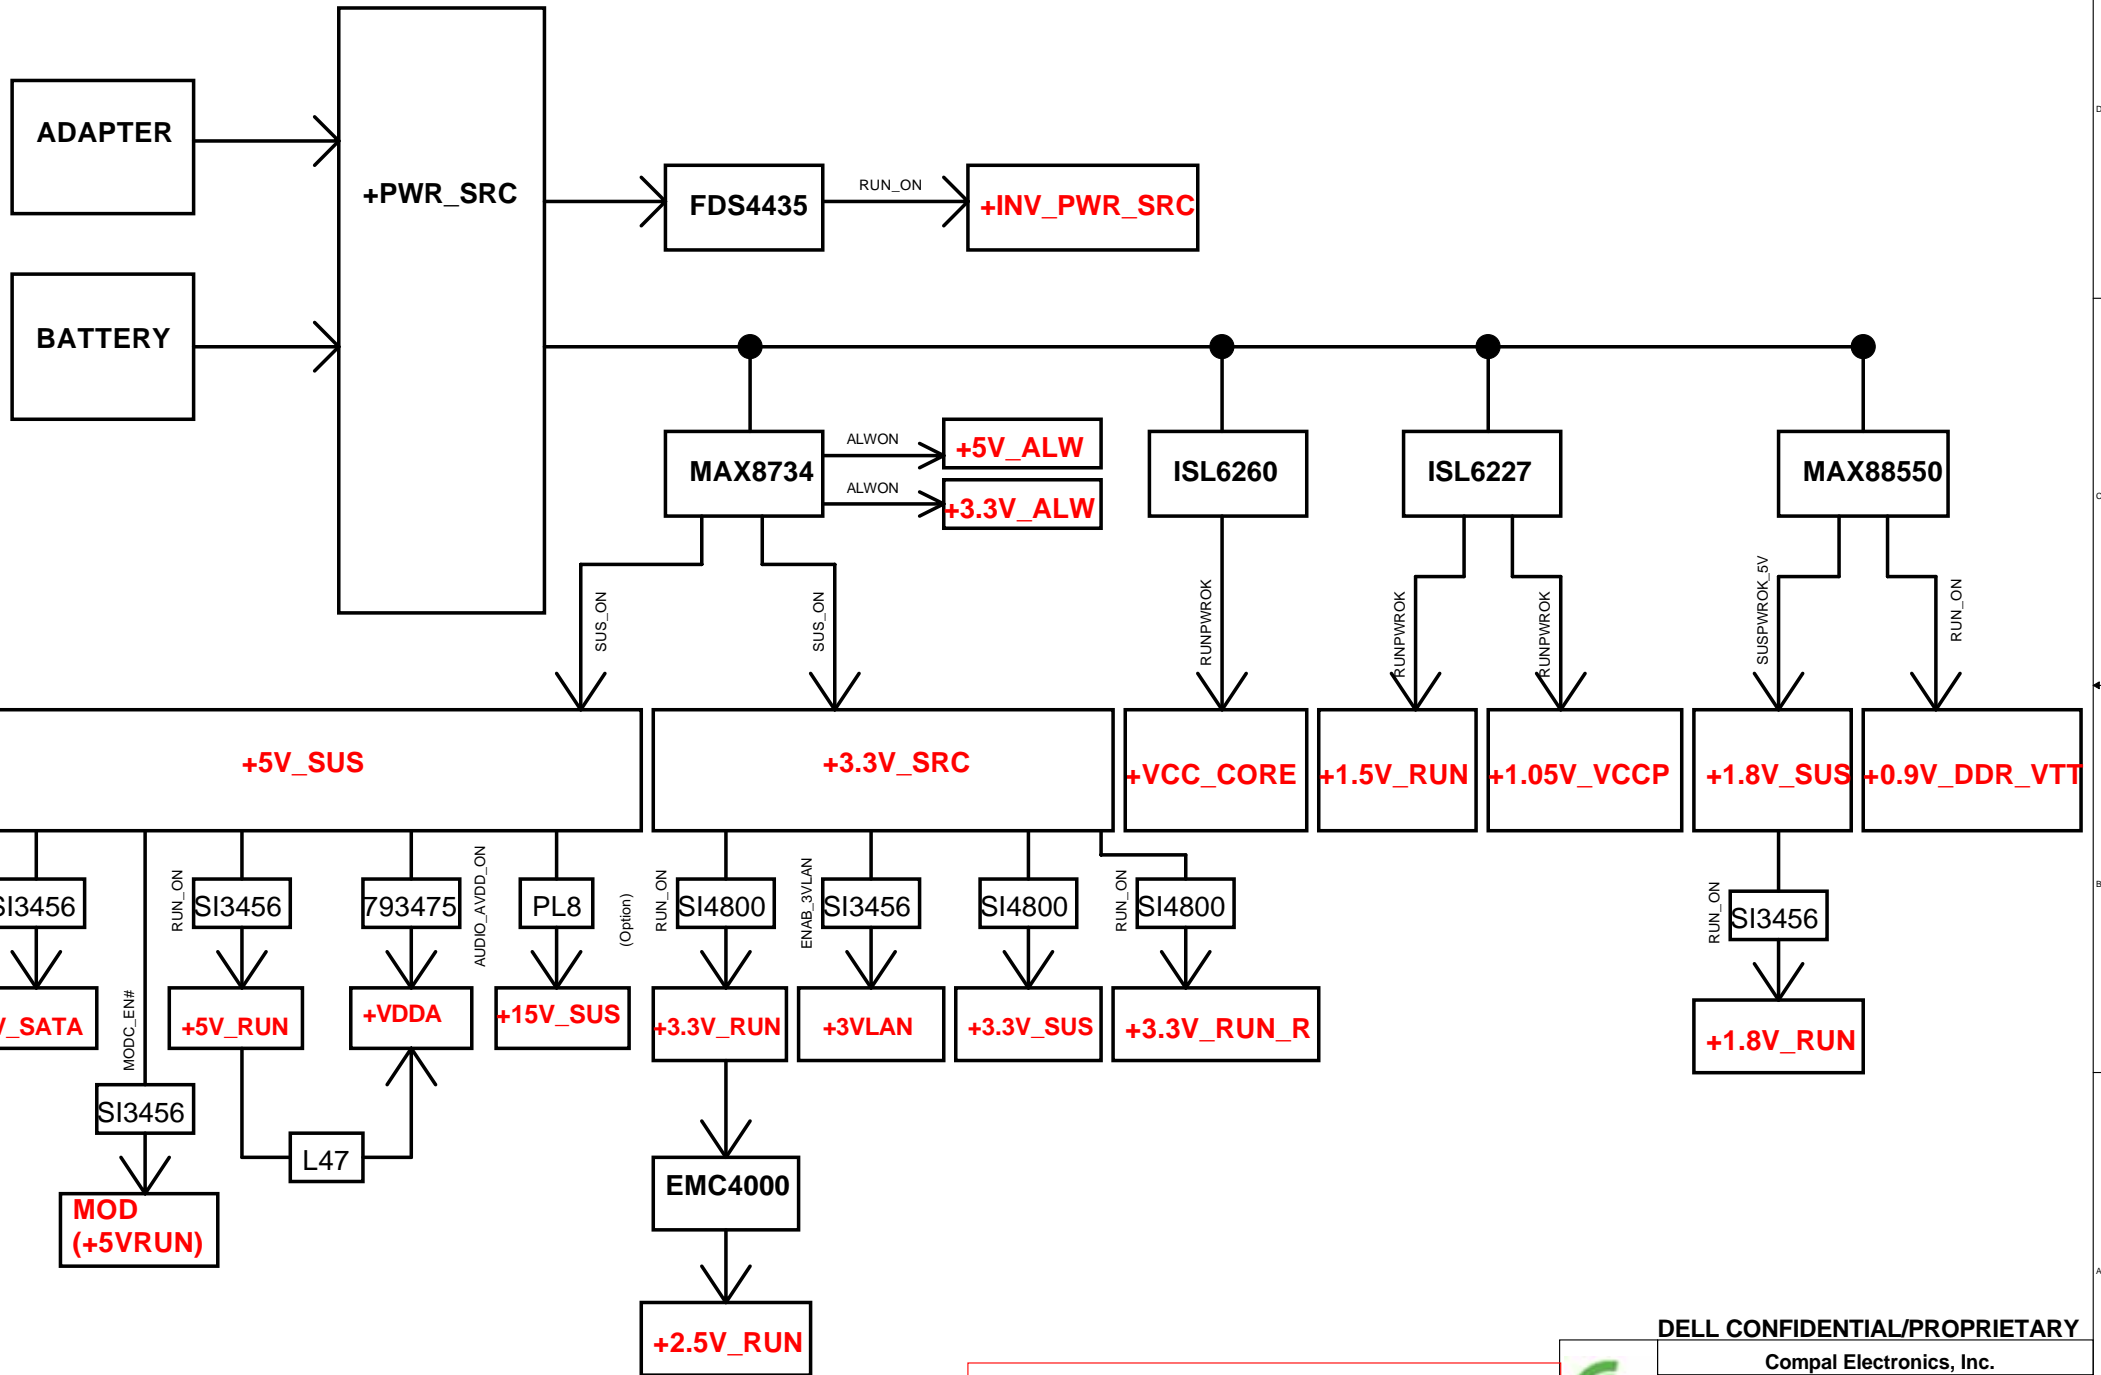 ADAPTER
+PWR_SRC
FDS4435
RUN_ON
+INV_PWR_SRC
BATTERY
MAX8734
ALWON
+5V_ALW
ALWON
+3.3V_ALW
ISL6260
ISL6227
MAX88550
SUS_ON
SUS_ON
RUNPWROK
RUNPWROK
RUNPWROK
SUSPWROK_5V
RUN_ON
+5V_SUS
+3.3V_SRC
+VCC_CORE
+1.5V_RUN
+1.05V_VCCP
+1.8V_SUS
+0.9V_DDR_VTT
SI3456
RUN_ON
SI3456
793475
AUDIO_AVDD_ON
PL8
(Option)
RUN_ON
SI4800
ENAB_3VLAN
SI3456
SI4800
RUN_ON
SI4800
RUN_ON
SI3456
V_SATA
MODC_EN#
+5V_RUN
+VDDA
+15V_SUS
+3.3V_RUN
+3VLAN
+3.3V_SUS
+3.3V_RUN_R
+1.8V_RUN
SI3456
L47
MOD
(+5VRUN)
EMC4000
+2.5V_RUN
D
C
B
A
DELL CONFIDENTIAL/PROPRIETARY
Compal Electronics, Inc.